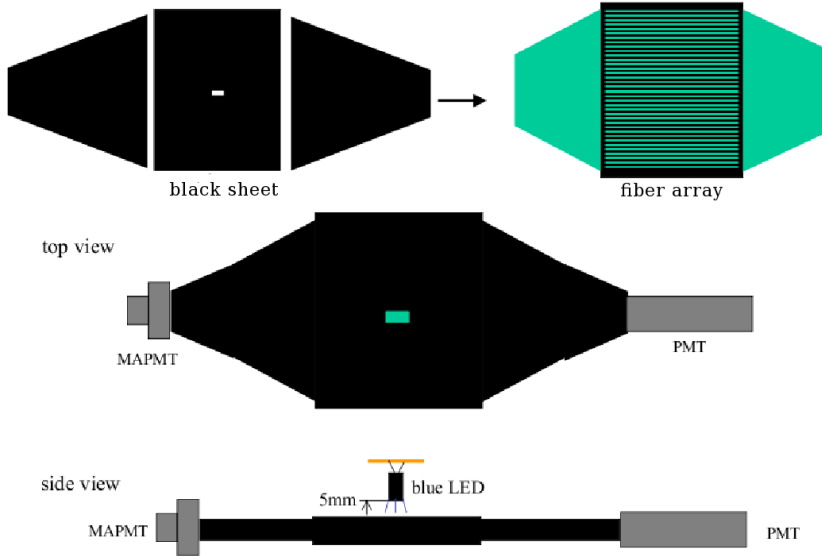 black sheet
fiber array
top view
MAPMT
PMT
side view
blue LED
5mm
MAPMT
PMT